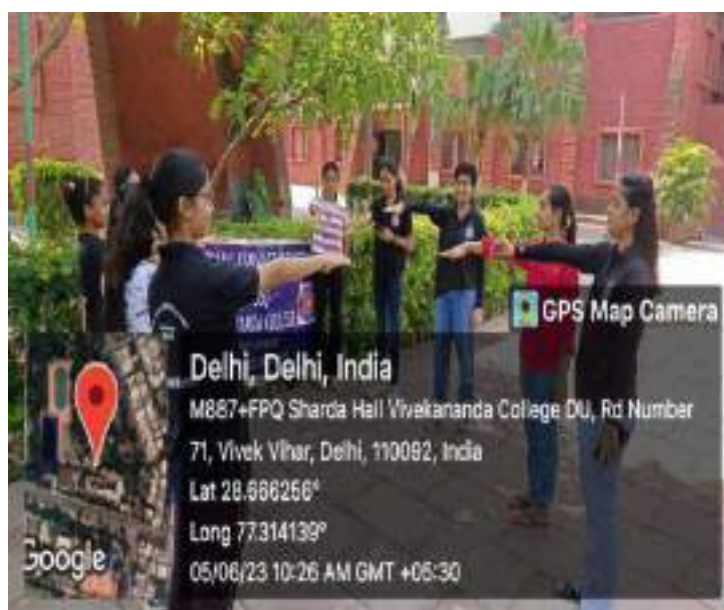 GPS Map Camera
Delhi, Delhi, India
M887+FPQ Sharda Hall Vivekananda College DU, Rd Number
71, Vivek Vihar, Delhi, 110092, India
Lat 28.666256°
Long 77.314139°
05/06/23 10:26 AM GMT +05:30
Google